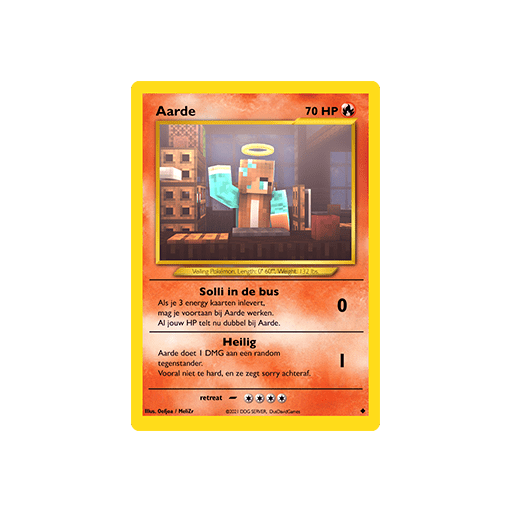 Aarde 70 HP
Veiling Pokémon. Length: 0' 60". Weight: 132 lbs.
Solli in de bus
Als je 3 energy kaarten inlevert,
mag je voortaan bij Aarde werken.
Al jouw HP telt nu dubbel bij Aarde.
0
Heilig
Aarde doet 1 DMG aan een random
tegenstander.
Vooral niet te hard, en ze zegt sorry achteraf.
1
retreat -
Illus. Oefjea / MeliZr ©2021 DOG SERVER, DusDavidGames